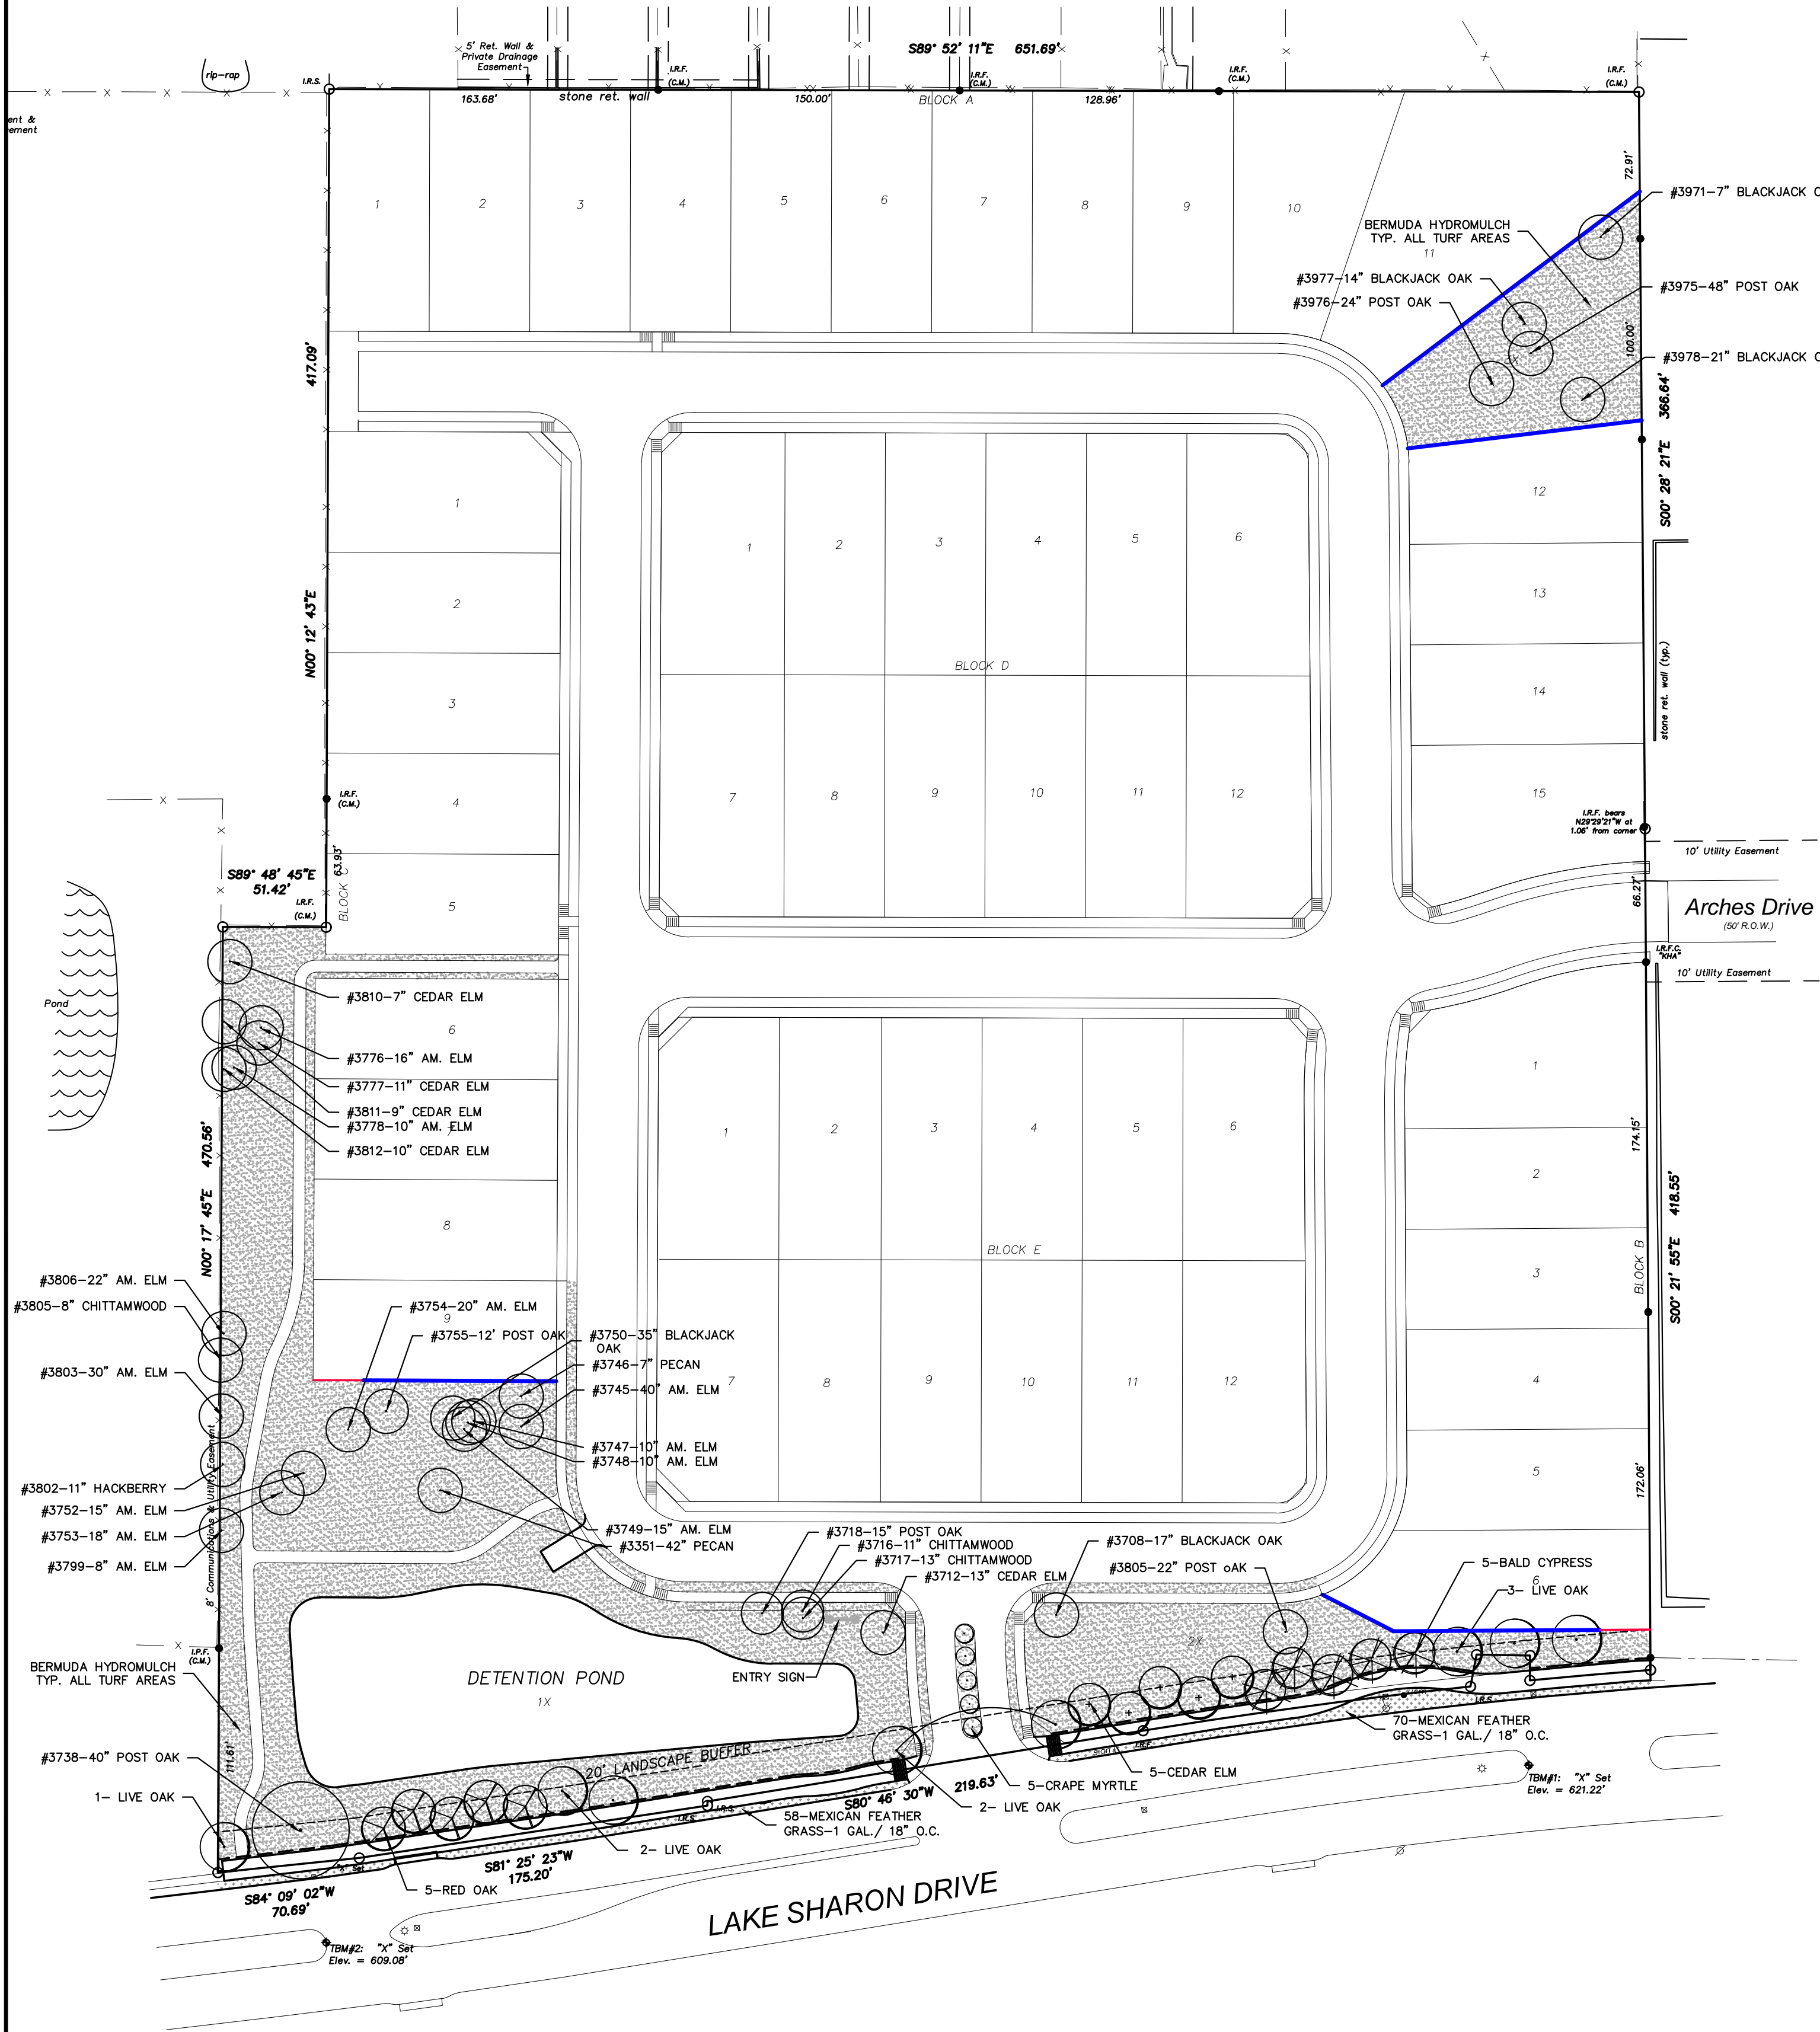 5' Ret. Wall &
Private Drainage
Easement
S89° 52' 11"E 651.69'
rip-rap
I.R.S.
I.R.F.
(C.M.)
I.R.F.
(C.M.)
I.R.F.
(C.M.)
I.R.F.
(C.M.)
163.68'
stone ret. wall
150.00'
BLOCK A
128.96'
ent &
ement
72.91'
#3971-7" BLACKJACK
1
2
3
4
5
6
7
8
9
10
BERMUDA HYDROMULCH
TYP. ALL TURF AREAS
11
#3977-14" BLACKJACK OAK
#3976-24" POST OAK
#3975-48" POST OAK
100.00'
#3978-21" BLACKJACK
417.09'
366.64'
S00° 28' 21"E
N00° 12' 43"E
1
2
3
4
5
1
2
3
4
5
6
BLOCK D
7
8
9
10
11
12
12
13
14
15
stone ret. wall (typ.)
I.R.F.
(C.M.)
I.R.F. bears
N29°29'21"W at
1.06' from corner
10' Utility Easement
S89° 48' 45"E
51.42'
63.93'
BLOCK C
I.R.F.
(C.M.)
66.27'
Arches Drive
(50' R.O.W.)
I.R.F.C.
"KHA"
10' Utility Easement
Pond
#3810-7" CEDAR ELM
6
#3776-16" AM. ELM
#3777-11" CEDAR ELM
#3811-9" CEDAR ELM
#3778-10" AM. ELM
#3812-10" CEDAR ELM
470.56'
N00° 17' 45"E
8
9
1
2
3
4
5
6
BLOCK E
7
8
9
10
11
12
1
2
3
4
5
6
174.15'
418.55'
S00° 21' 55"E
BLOCK B
172.06'
#3806-22" AM. ELM
#3805-8" CHITTAMWOOD
#3803-30" AM. ELM
#3754-20" AM. ELM
#3755-12' POST OAK
#3750-35" BLACKJACK
OAK
#3746-7" PECAN
#3745-40" AM. ELM
#3747-10" AM. ELM
#3748-10" AM. ELM
8' Communications & Utility Easement
#3802-11" HACKBERRY
#3752-15" AM. ELM
#3753-18" AM. ELM
#3799-8" AM. ELM
#3749-15" AM. ELM
#3351-42" PECAN
#3718-15" POST OAK
#3716-11" CHITTAMWOOD
#3717-13" CHITTAMWOOD
#3712-13" CEDAR ELM
#3708-17" BLACKJACK OAK
#3805-22" POST oAK
5-BALD CYPRESS
3- LIVE OAK
2X
I.P.F.
(C.M.)
BERMUDA HYDROMULCH
TYP. ALL TURF AREAS
DETENTION POND
1X
ENTRY SIGN
I.R.S.
70-MEXICAN FEATHER
GRASS-1 GAL./ 18" O.C.
#3738-40" POST OAK
111.61'
20' LANDSCAPE BUFFER
I.R.F.
5-CEDAR ELM
5-CRAPE MYRTLE
TBM#1: "X" Set
Elev. = 621.22'
1- LIVE OAK
S80° 46' 30"W 219.63'
2- LIVE OAK
I.R.S.
I.R.S.
58-MEXICAN FEATHER
GRASS-1 GAL./ 18" O.C.
2- LIVE OAK
"X" Set
S81° 25' 23"W
175.20'
5-RED OAK
S84° 09' 02"W
70.69'
LAKE SHARON DRIVE
TBM#2: "X" Set
Elev. = 609.08'